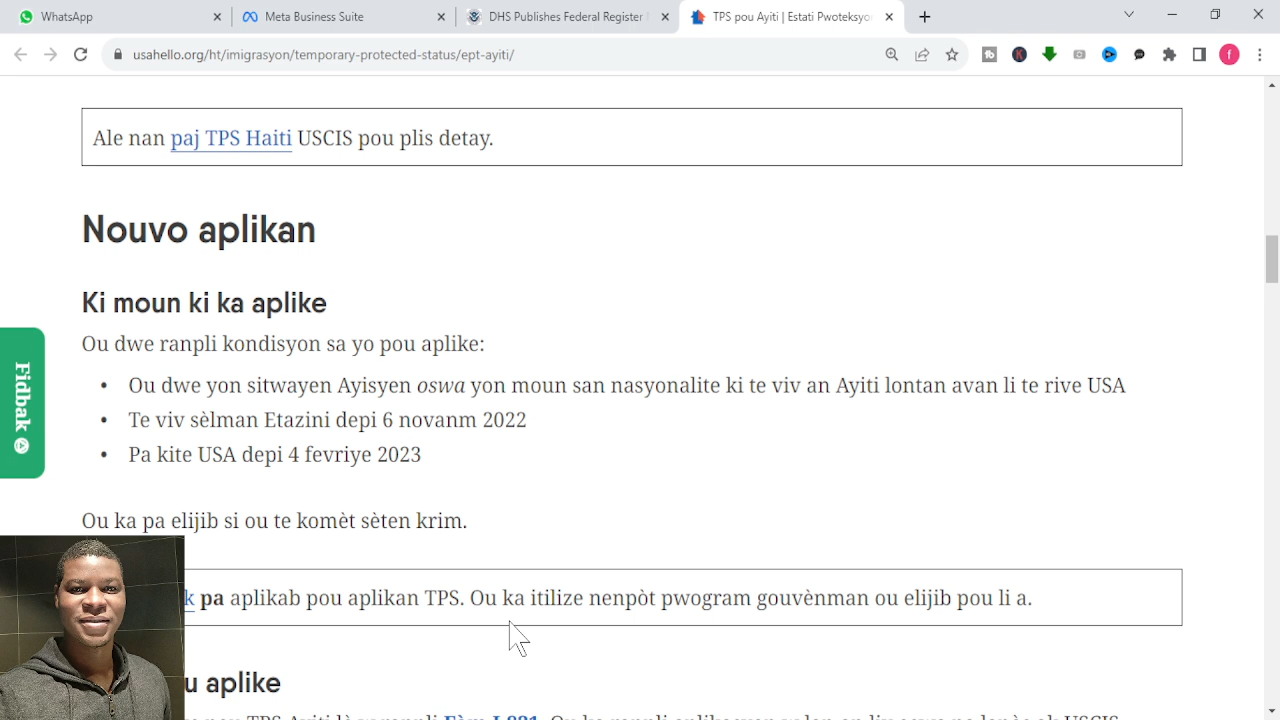 WhatsApp
Meta Business Suite
DHS Publishes Federal Register
TPS pou Ayiti | Estati Pwoteksyo
usahello.org/ht/imigrasyon/temporary-protected-status/ept-ayiti/
f
Ale nan paj TPS Haiti USCIS pou plis detay.
Nouvo aplikan
Ki moun ki ka aplike
Ou dwe ranpli kondisyon sa yo pou aplike:
• Ou dwe yon sitwayen Ayisyen oswa yon moun san nasyonalite ki te viv an Ayiti lontan avan li te rive USA
• Te viv sèlman Etazini depi 6 novanm 2022
• Pa kite USA depi 4 fevriye 2023
Fidbak
Ou ka pa elijib si ou te komèt sèten krim.
k pa aplikab pou aplikan TPS. Ou ka itilize nenpòt pwogram gouvènman ou elijib pou li a.
u aplike